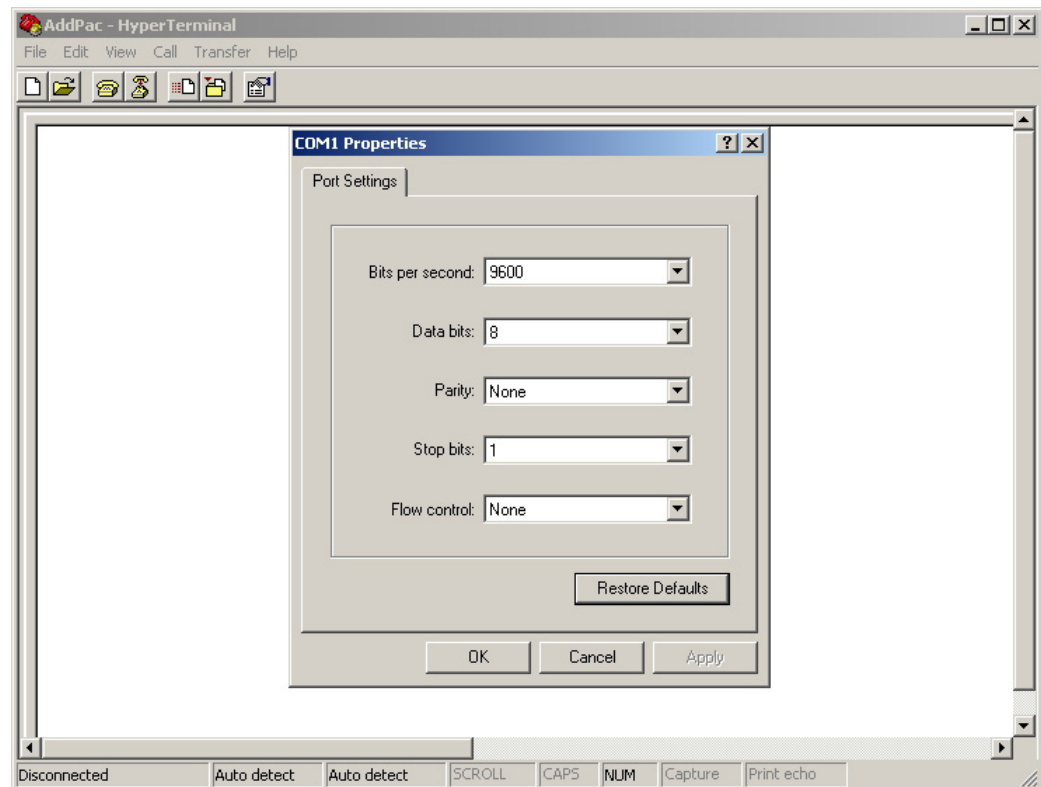 AddPac - HyperTerminal
File Edit View Call Transfer Help
COM1 Properties
Port Settings
Bits per second: 9600
Data bits: 8
Parity: None
Stop bits: 1
Flow control: None
Restore Defaults
OK Cancel Apply
Disconnected Auto detect Auto detect SCROLL CAPS NUM Capture Print echo